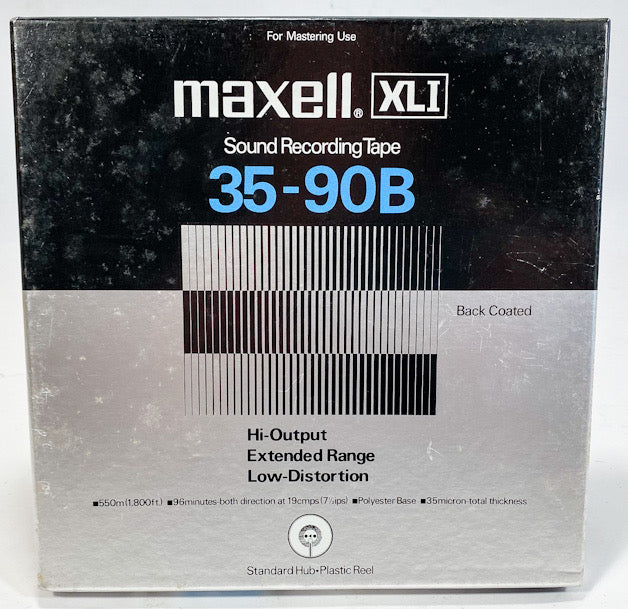 For Mastering Use
maxell® XLI
Sound Recording Tape
35-90B
Back Coated
Hi-Output
Extended Range
Low-Distortion
■550m(1,800ft.) ■96minutes-both direction at 19cmps(7½ips) ■Polyester Base ■35micron-total thickness
Standard Hub•Plastic Reel